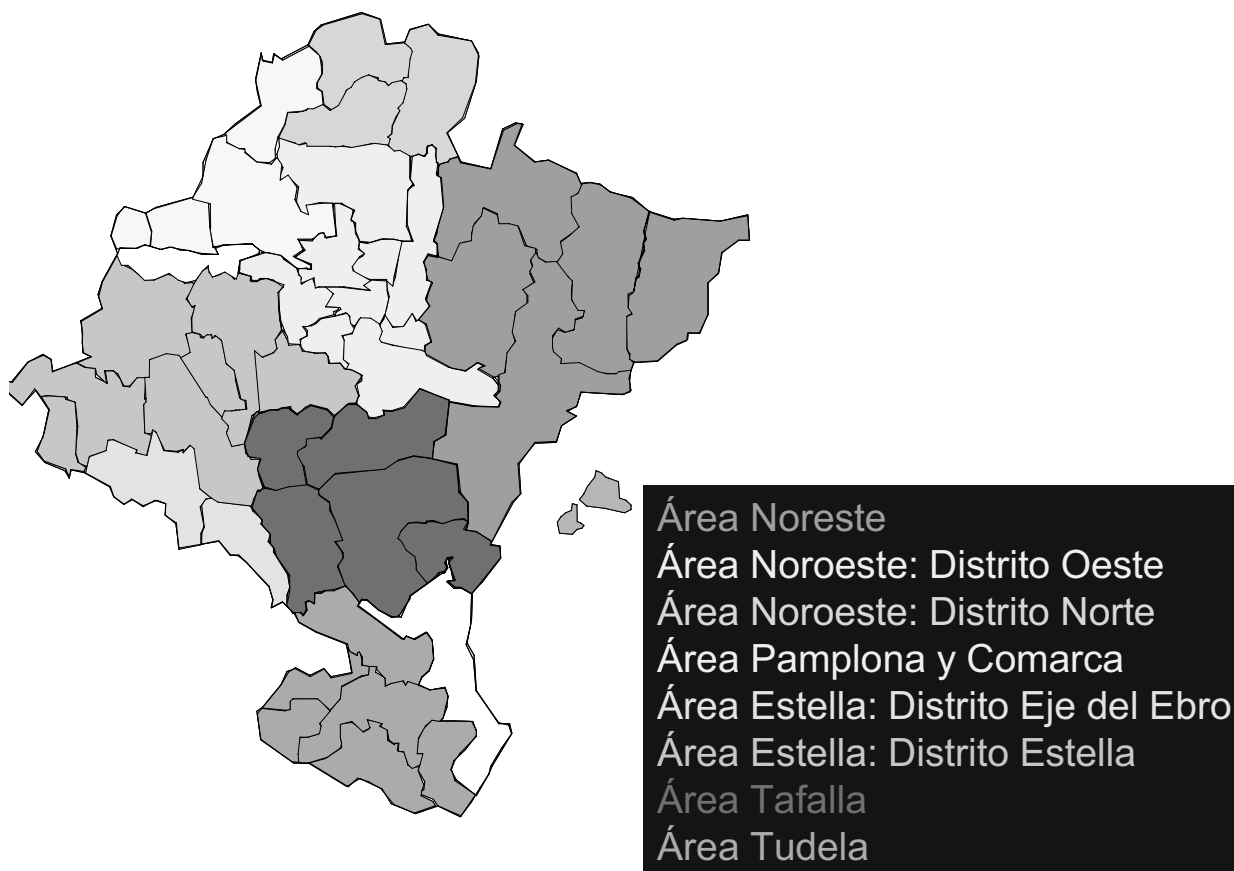 Área Noreste
Área Noroeste: Distrito Oeste
Área Noroeste: Distrito Norte
Área Pamplona y Comarca
Área Estella: Distrito Eje del Ebro
Área Estella: Distrito Estella
Área Tafalla
Área Tudela